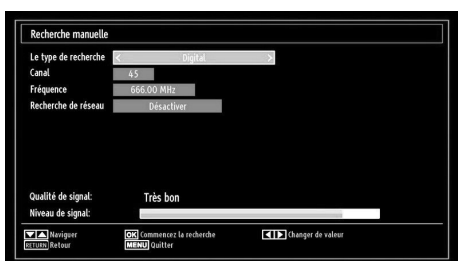 Recherche manuelle
Le type de recherche Digital
Canal 45
Fréquence 666.00 MHz
Recherche de réseau Désactiver
Qualité de signal: Très bon
Niveau de signal:
Naviguer OK Commencez la recherche Changer de valeur
RETURN Retour MENU Quitter